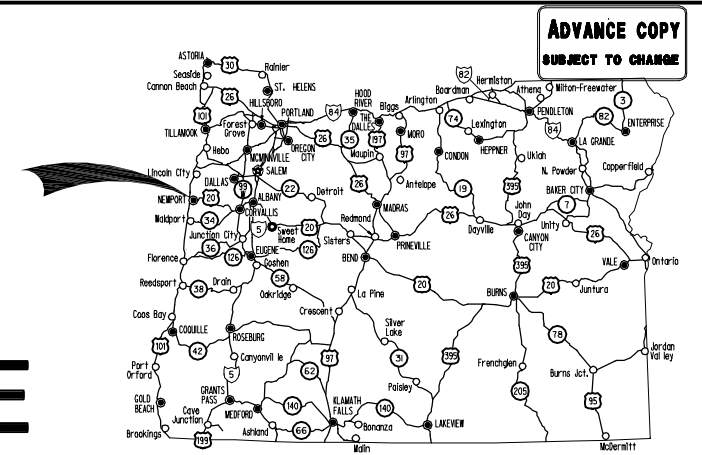 ADVANCE COPY
SUBJECT TO CHANGE
ASTORIA
30
Rainier
Seaside
Cannon Beach
26
ST. HELENS
HILLSBORO
PORTLAND
84
HOOD
RIVER
THE
DALLES
Biggs
Arlington
Boardman
82
Hermiston
Athena
Milton-Freewater
3
82
ENTERPRISE
PENDLETON
84
LA GRANDE
101
TILLAMOOK
Forest
Grove
26
35
197
MORO
97
74
Lexington
HEPPNER
Ukiah
OREGON
CITY
Hebo
MCMINNVILLE
Maupin
CONDON
N. Powder
Copperfield
SALEM
Lincoln City
DALLAS
99
W
22
Detroit
26
Antelope
19
395
BAKER CITY
7
NEWPORT
20
ALBANY
CORVALLIS
MADRAS
John
Day
Waldport
34
5
Sweet
Home
20
Redmond
26
Dayville
CANYON
CITY
Unity
26
Junction City
126
Sisters
PRINEVILLE
36
126
EUGENE
Goshen
BEND
395
VALE
Ontario
Florence
58
Reedsport
38
Drain
Oakridge
La Pine
20
BURNS
20
Juntura
Coos Bay
Crescent
Silver
Lake
COQUILLE
ROSEBURG
78
101
42
Canyonville
97
31
395
Frenchglen
Burns Jct.
Jordan
Valley
Port
Orford
5
62
Paisley
205
GOLD
BEACH
GRANTS
PASS
MEDFORD
140
KLAMATH
FALLS
140
95
Cave
Junction
Brookings
199
Ashland
66
Bonanza
LAKEVIEW
Malin
McDermitt